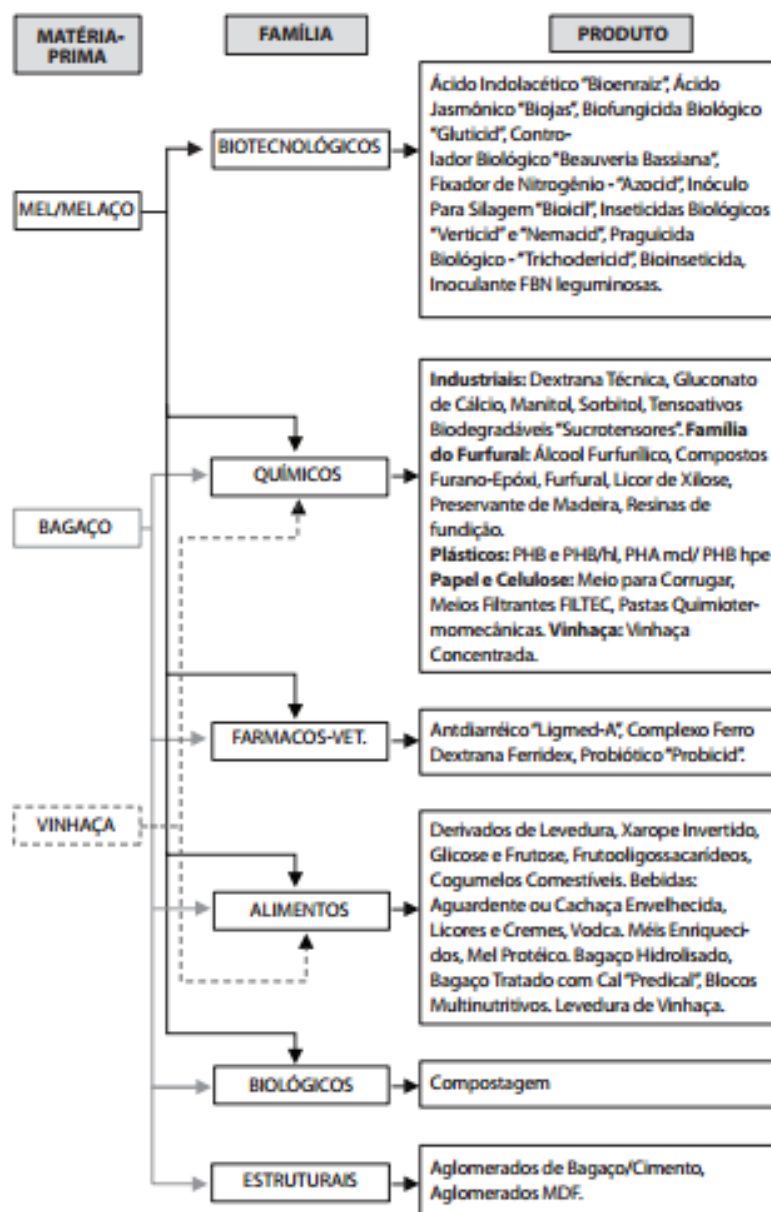 MATÉRIA-
PRIMA
FAMÍLIA
PRODUTO
MEL/MELAÇO
BAGAÇO
VINHAÇA
BIOTECNOLÓGICOS
Ácido Indolacético "Bioenraiz", Ácido
Jasmônico "Biojas", Biofungicida Biológico
"Gluticid", Contro-
lador Biológico "Beauveria Bassiana",
Fixador de Nitrogênio - "Azocid", Inóculo
Para Silagem "Bioicil", Inseticidas Biológicos
"Verticid" e "Nemacid", Praguicida
Biológico - "Trichodericid", Bioinseticida,
Inoculante FBN leguminosas.
QUÍMICOS
Industriais: Dextrana Técnica, Gluconato
de Cálcio, Manitol, Sorbitol, Tensoativos
Biodegradáveis "Sucrotensores". Família
do Furfural: Álcool Furfurílico, Compostos
Furano-Epóxi, Furfural, Licor de Xilose,
Preservante de Madeira, Resinas de
fundição.
Plásticos: PHB e PHB/hl, PHA mcl/ PHB hpe
Papel e Celulose: Meio para Corrugar,
Meios Filtrantes FILTEC, Pastas Quimioter-
momecânicas. Vinhaça: Vinhaça
Concentrada.
FARMACOS-VET.
Antdiarréico "Ligmed-A", Complexo Ferro
Dextrana Ferridex, Probiótico "Probicid".
ALIMENTOS
Derivados de Levedura, Xarope Invertido,
Glicose e Frutose, Frutooligossacarídeos,
Cogumelos Comestíveis. Bebidas:
Aguardente ou Cachaça Envelhecida,
Licores e Cremes, Vodca. Méis Enriqueci-
dos, Mel Protéico. Bagaço Hidrolisado,
Bagaço Tratado com Cal "Predical", Blocos
Multinutritivos. Levedura de Vinhaça.
BIOLÓGICOS
Compostagem
ESTRUTURAIS
Aglomerados de Bagaço/Cimento,
Aglomerados MDF.